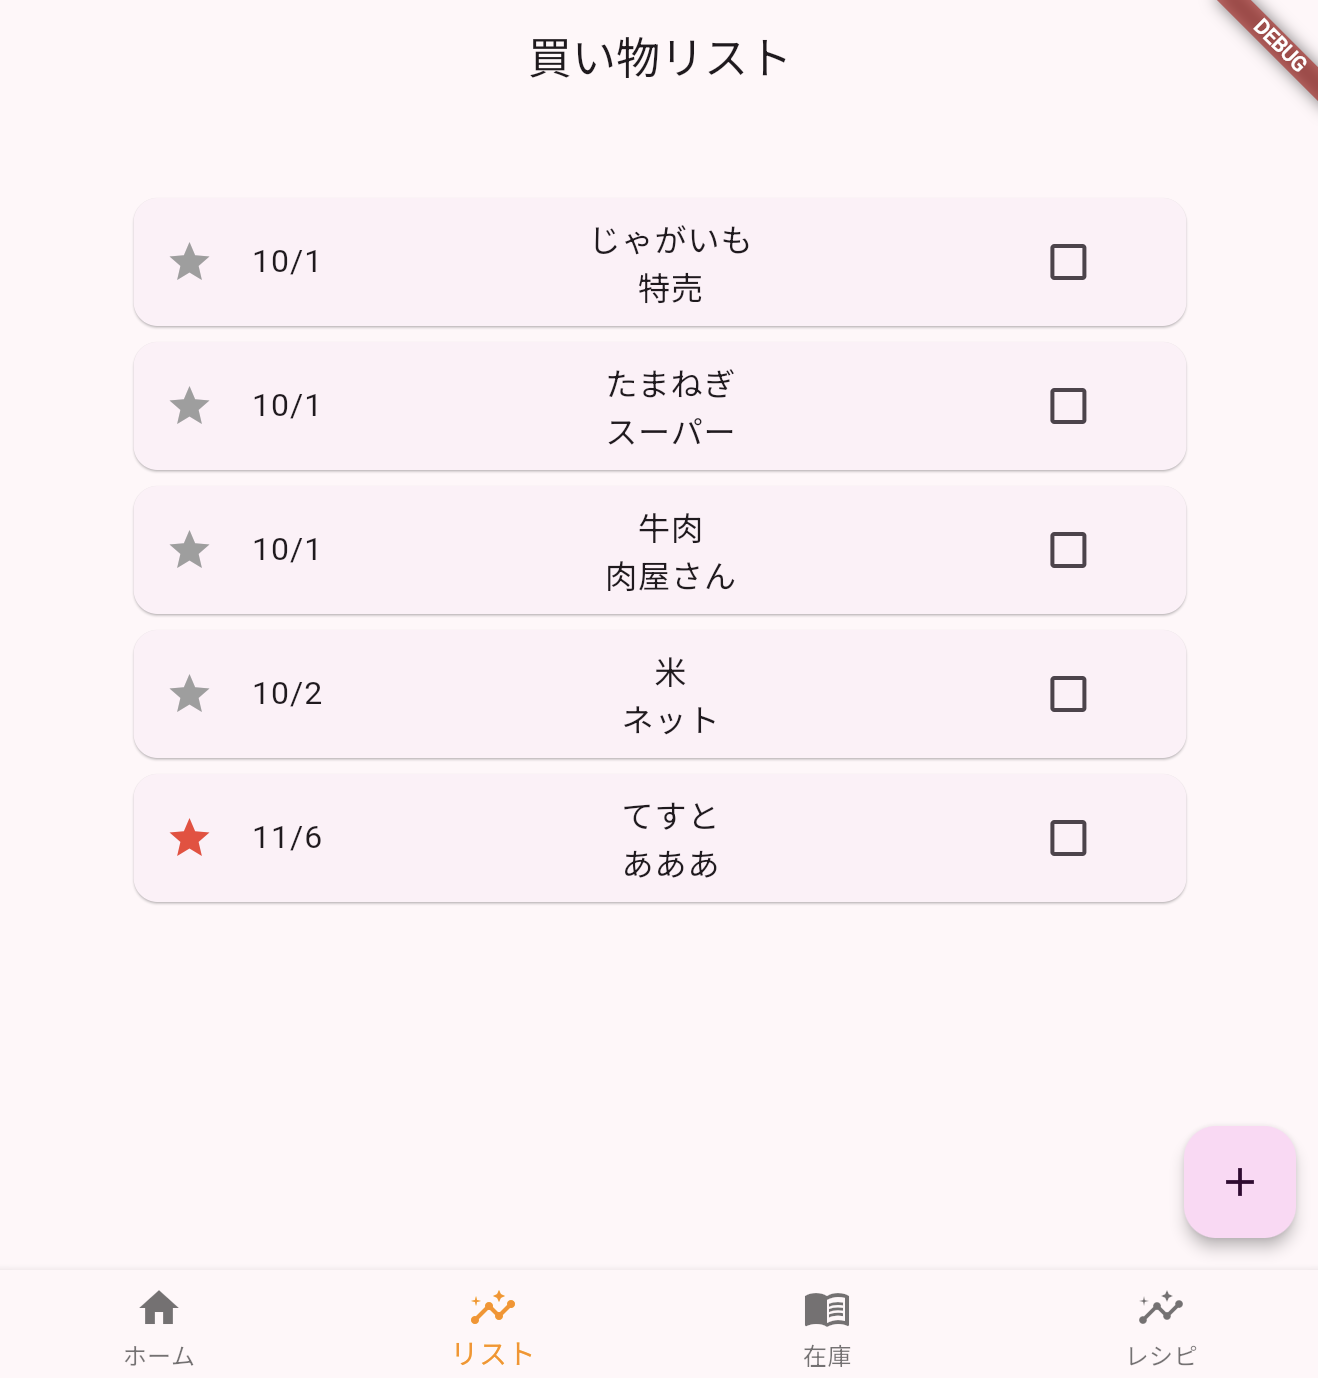 買い物リスト
DEBUG
10/1
じゃがいも
特売
10/1
たまねぎ
スーパー
10/1
牛肉
肉屋さん
10/2
米
ネット
11/6
てすと
あああ
+
ホーム
リスト
在庫
レシピ